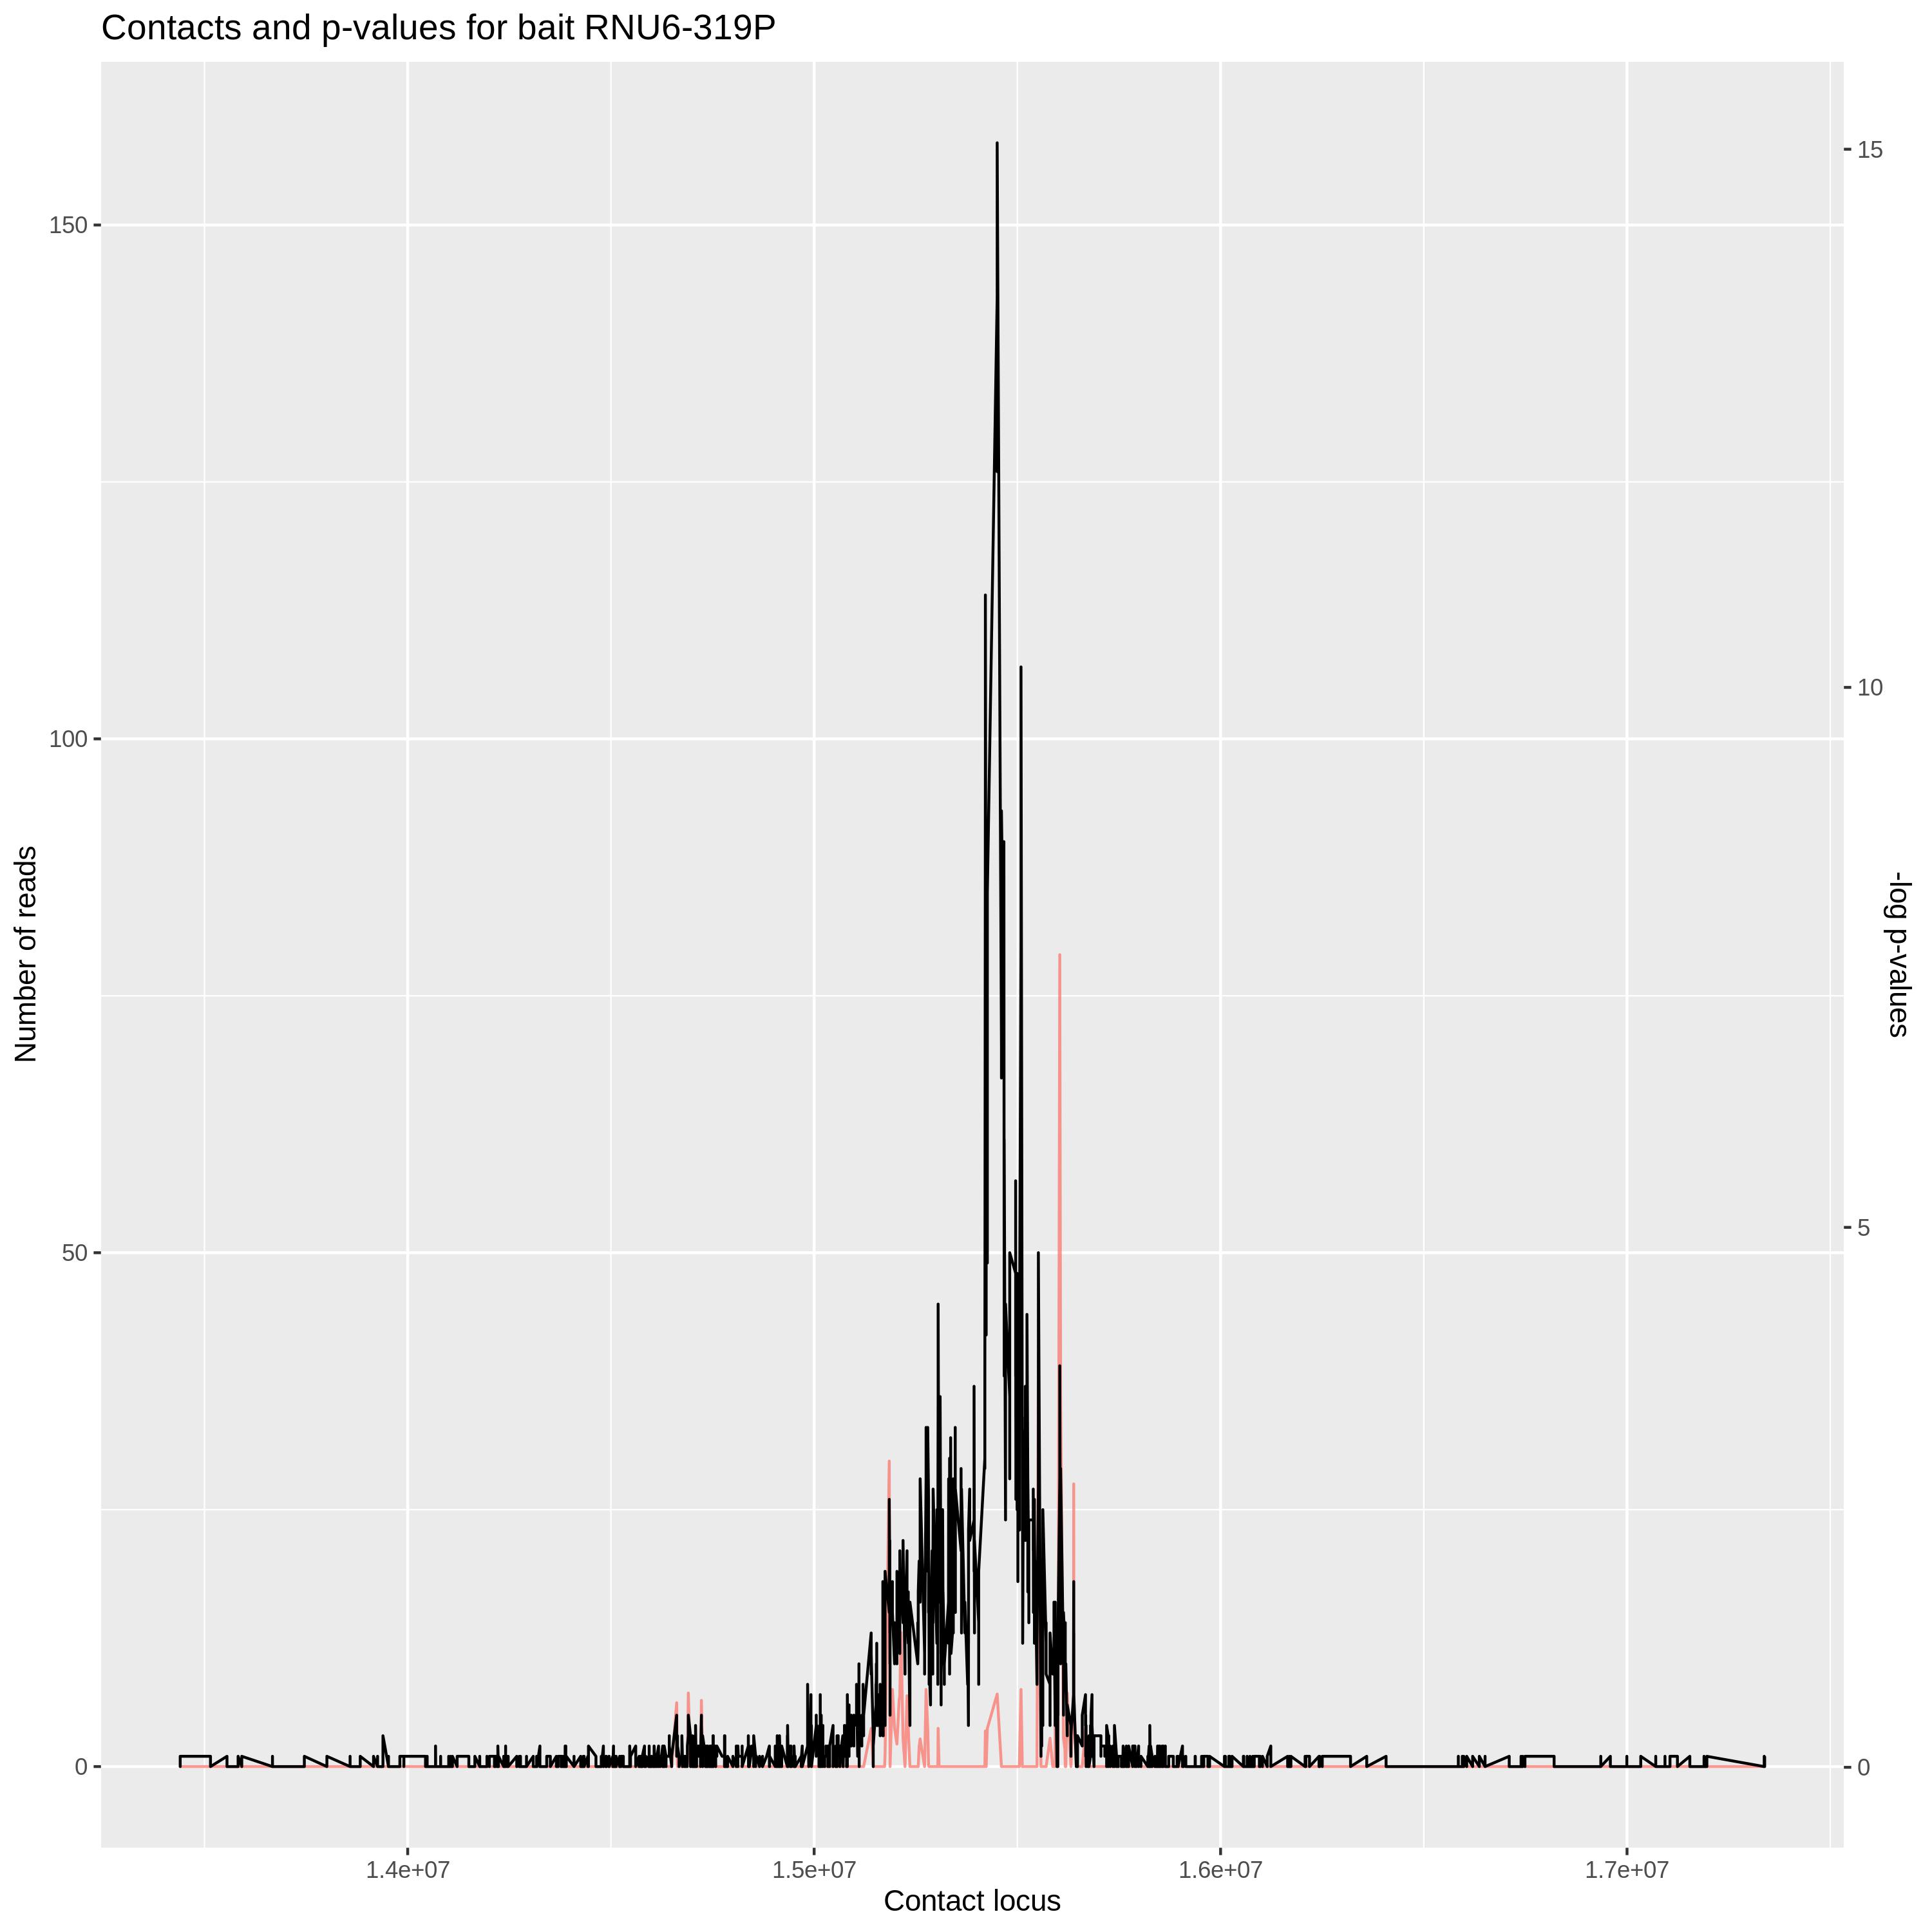 Contacts and p-values for bait RNU6-319P
150
100
50
0
15
10
5
0
Number of reads
-log p-values
1.4e+07
1.5e+07
1.6e+07
1.7e+07
Contact locus